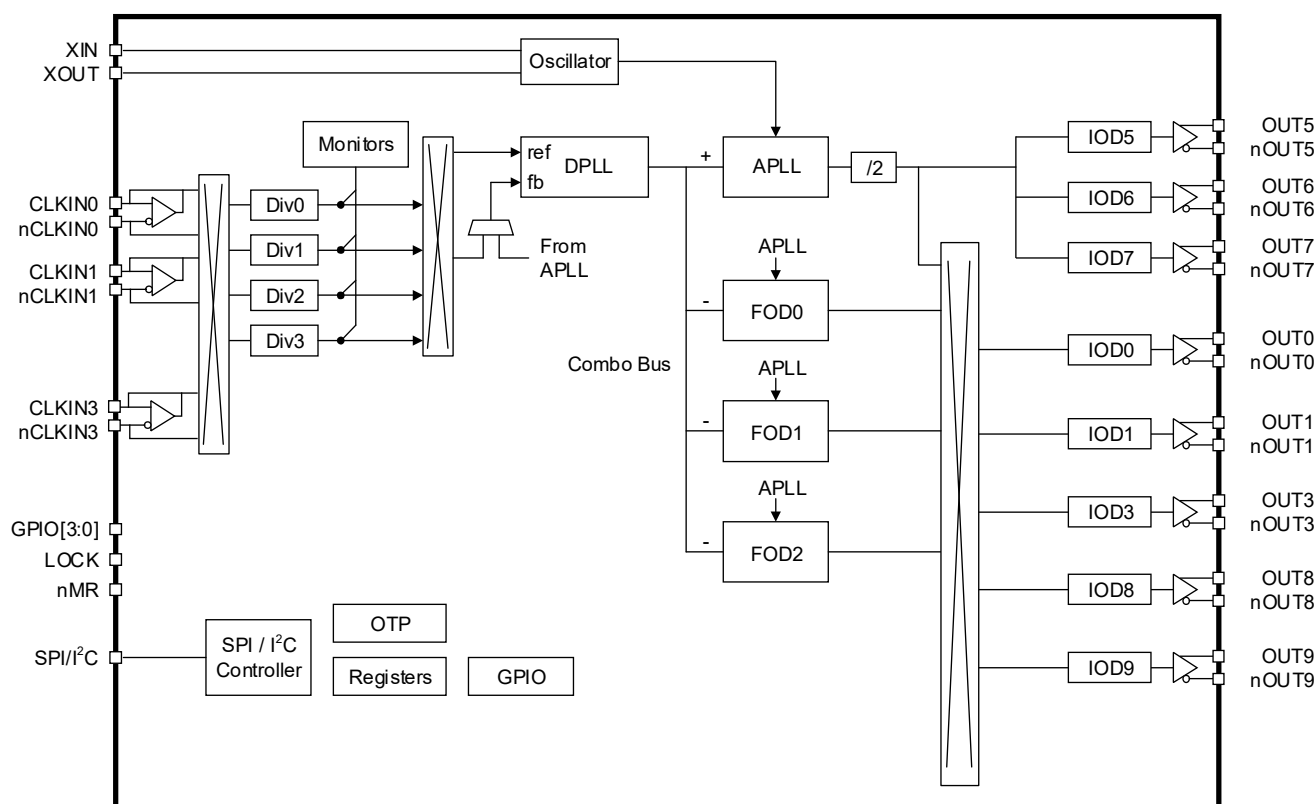 XIN
XOUT
Oscillator
Monitors
ref
fb
DPLL
+
APLL
/2
IOD5
OUT5
nOUT5
CLKIN0
nCLKIN0
Div0
IOD6
OUT6
nOUT6
CLKIN1
nCLKIN1
Div1
From
APLL
APLL
IOD7
OUT7
nOUT7
Div2
-
FOD0
Div3
Combo Bus
IOD0
OUT0
nOUT0
APLL
CLKIN3
nCLKIN3
-
FOD1
IOD1
OUT1
nOUT1
APLL
GPIO[3:0]
LOCK
nMR
-
FOD2
IOD3
OUT3
nOUT3
IOD8
OUT8
nOUT8
SPI/I²C
SPI / I²C
Controller
OTP
Registers
GPIO
IOD9
OUT9
nOUT9